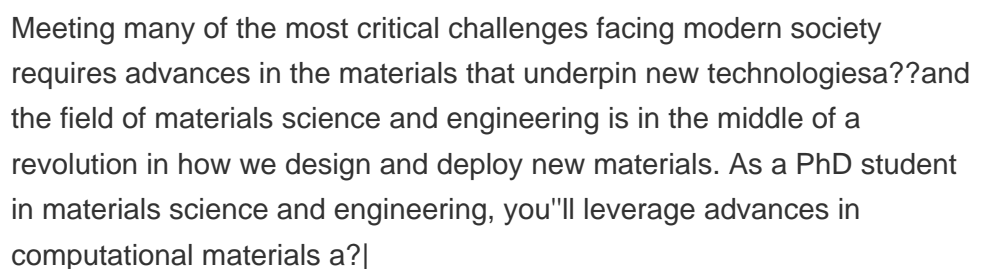 Meeting many of the most critical challenges facing modern society
requires advances in the materials that underpin new technologiesa??and
the field of materials science and engineering is in the middle of a
revolution in how we design and deploy new materials. As a PhD student
in materials science and engineering, you"ll leverage advances in
computational materials a?|